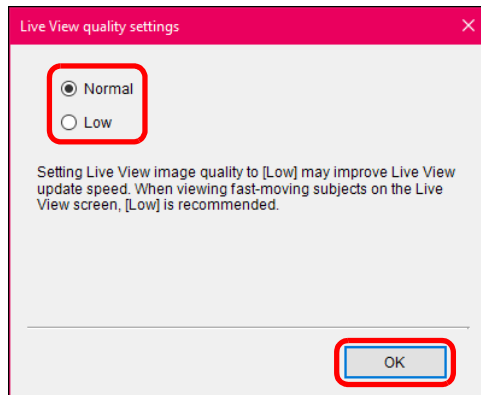 Live View quality settings
Normal
Low
Setting Live View image quality to [Low] may improve Live View
update speed. When viewing fast-moving subjects on the Live
View screen, [Low] is recommended.
OK